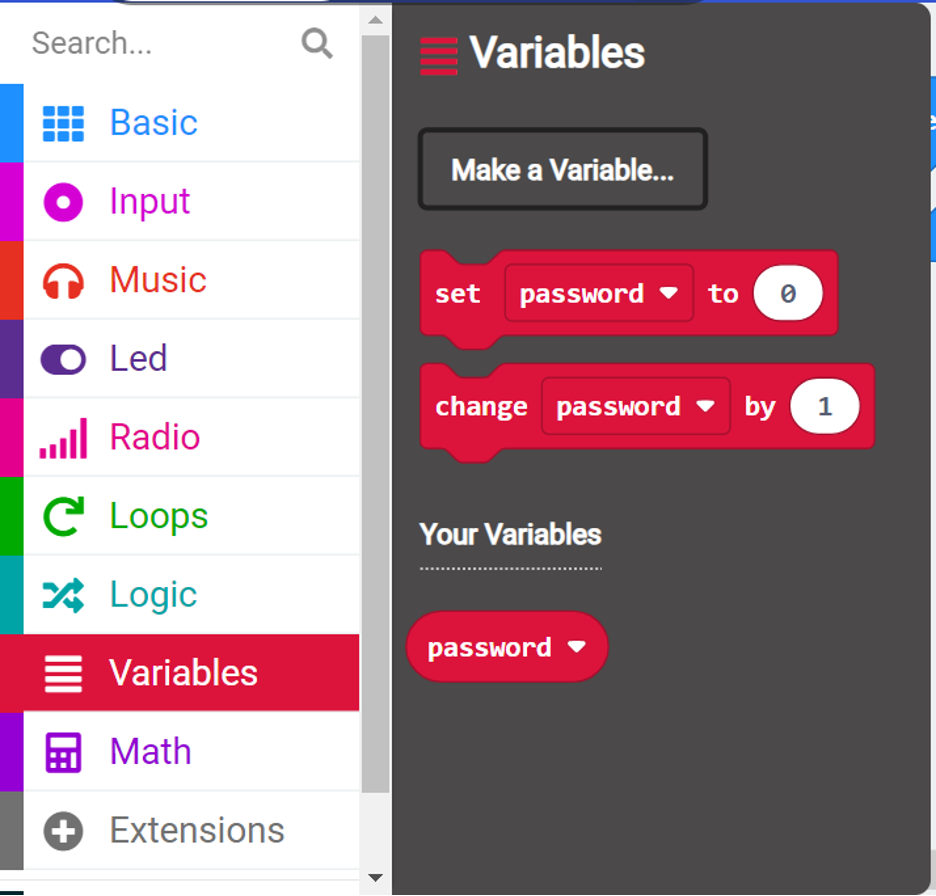 Search...
Basic
Input
Music
Led
Radio
Loops
Logic
Variables
Math
Extensions
Variables
Make a Variable...
set password to 0
change password by 1
Your Variables
password